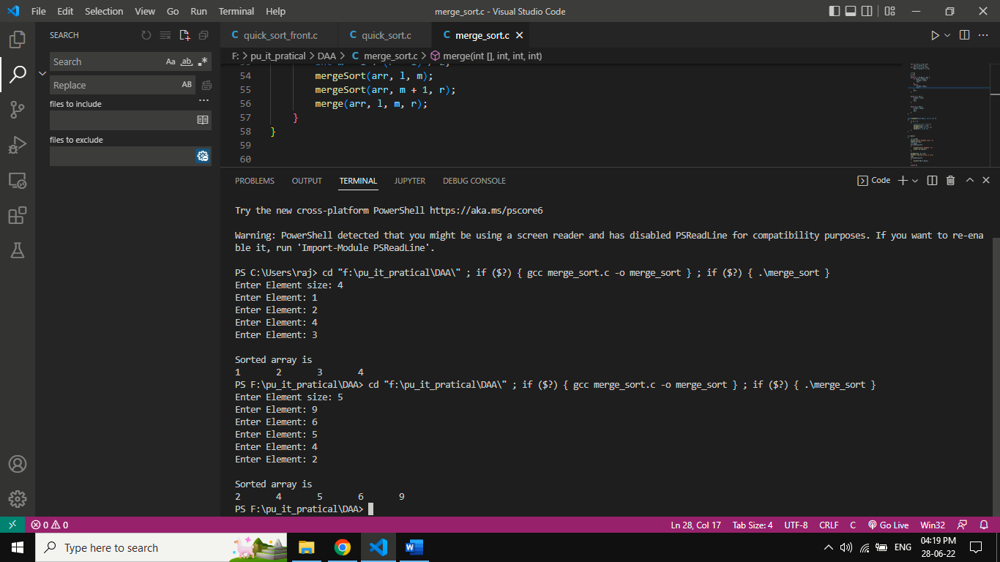 File Edit Selection View Go Run Terminal Help
merge_sort.c - Visual Studio Code
SEARCH
Search
Aa ab
Replace
AB
files to include
files to exclude
C quick_sort_front.c
C quick_sort.c
C merge_sort.c
F: > pu_it_pratical > DAA > C merge_sort.c > merge(int [], int, int, int)
54 mergeSort(arr, l, m);
55 mergeSort(arr, m + 1, r);
56 merge(arr, l, m, r);
57 }
58 }
59
60
PROBLEMS OUTPUT TERMINAL JUPYTER DEBUG CONSOLE
Code
Try the new cross-platform PowerShell https://aka.ms/pscore6
Warning: PowerShell detected that you might be using a screen reader and has disabled PSReadLine for compatibility purposes. If you want to re-ena
ble it, run 'Import-Module PSReadLine'.
PS C:\Users\raj> cd "f:\pu_it_pratical\DAA\" ; if ($?) { gcc merge_sort.c -o merge_sort } ; if ($?) { .\merge_sort }
Enter Element size: 4
Enter Element: 1
Enter Element: 2
Enter Element: 4
Enter Element: 3
Sorted array is
1 2 3 4
PS F:\pu_it_pratical\DAA> cd "f:\pu_it_pratical\DAA\" ; if ($?) { gcc merge_sort.c -o merge_sort } ; if ($?) { .\merge_sort }
Enter Element size: 5
Enter Element: 9
Enter Element: 6
Enter Element: 5
Enter Element: 4
Enter Element: 2
Sorted array is
2 4 5 6 9
PS F:\pu_it_pratical\DAA>
0 0
Ln 28, Col 17 Tab Size: 4 UTF-8 CRLF C Go Live Win32
Type here to search
ENG
04:19 PM
28-06-22